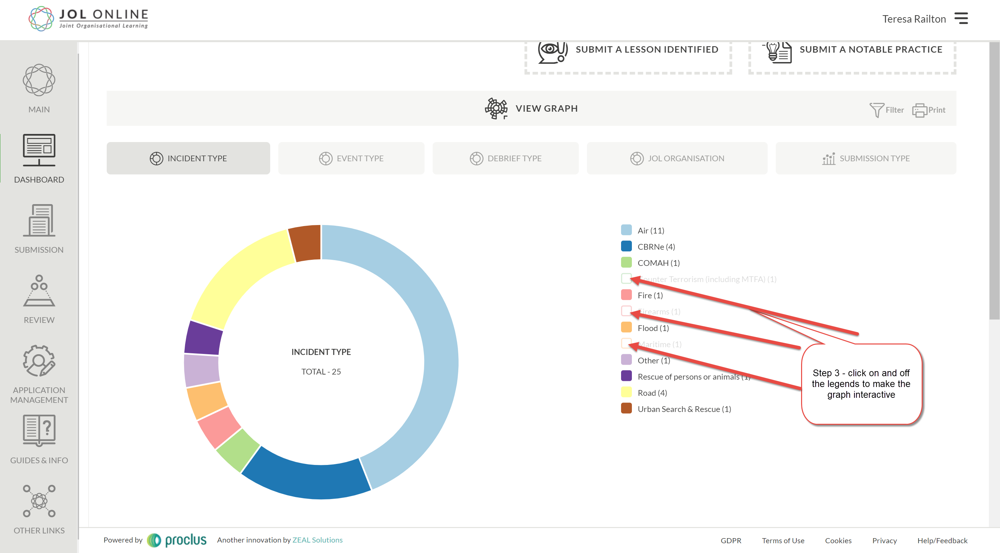 JOL ONLINE
Joint Organisational Learning
Teresa Railton
SUBMIT A LESSON IDENTIFIED
SUBMIT A NOTABLE PRACTICE
MAIN
DASHBOARD
SUBMISSION
REVIEW
APPLICATION
MANAGEMENT
GUIDES & INFO
OTHER LINKS
VIEW GRAPH
Filter
Print
INCIDENT TYPE
EVENT TYPE
DEBRIEF TYPE
JOL ORGANISATION
SUBMISSION TYPE
INCIDENT TYPE
TOTAL - 25
Air (11)
CBRNe (4)
COMAH (1)
Counter Terrorism (including MTFA) (1)
Fire (1)
Firearms (1)
Flood (1)
Maritime (1)
Other (1)
Rescue of persons or animals (1)
Road (4)
Urban Search & Rescue (1)
Step 3 - click on and off
the legends to make the
graph interactive
Powered by proclus
Another innovation by ZEAL Solutions
GDPR
Terms of Use
Cookies
Privacy
Help/Feedback